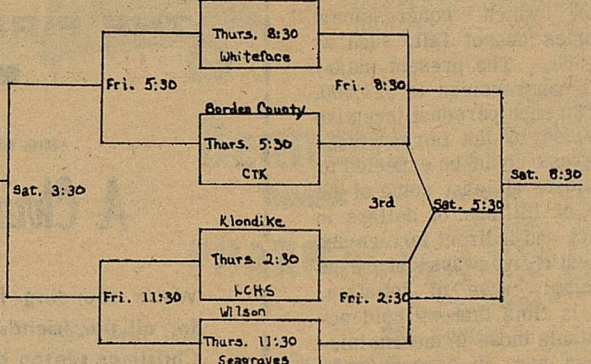 Thurs. 8:30
Whiteface
Fri. 5:30
Fri. 8:30
Borden County
Thurs. 5:30
CTK
Sat. 3:30
3rd
Sat. 5:30
Sat. 8:30
Klondike
Thurs. 2:30
LCHS
Fri. 11:30
Fri. 2:30
Wilson
Thurs. 11:30
Seagraves